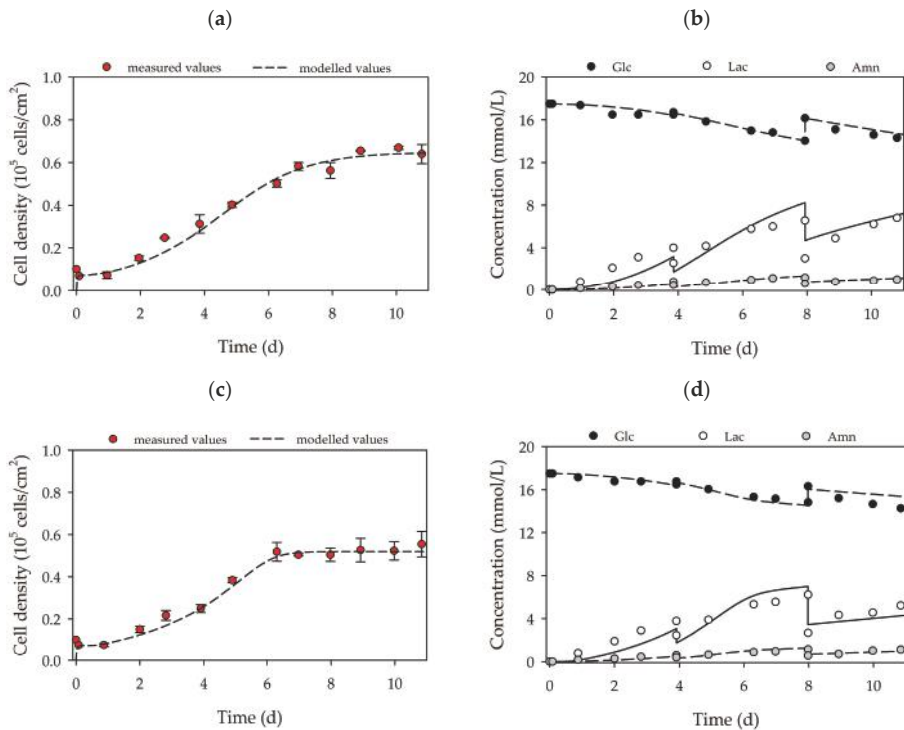 (a)
measured values modelled values
1.0
0.8
0.6
0.4
0.2
0.0
Cell density (10⁵ cells/cm²)
0 2 4 6 8 10
Time (d)
(b)
Glc Lac Amn
20
16
12
8
4
0
Concentration (mmol/L)
0 2 4 6 8 10
Time (d)
(c)
measured values modelled values
1.0
0.8
0.6
0.4
0.2
0.0
Cell density (10⁵ cells/cm²)
0 2 4 6 8 10
Time (d)
(d)
Glc Lac Amn
20
16
12
8
4
0
Concentration (mmol/L)
0 2 4 6 8 10
Time (d)